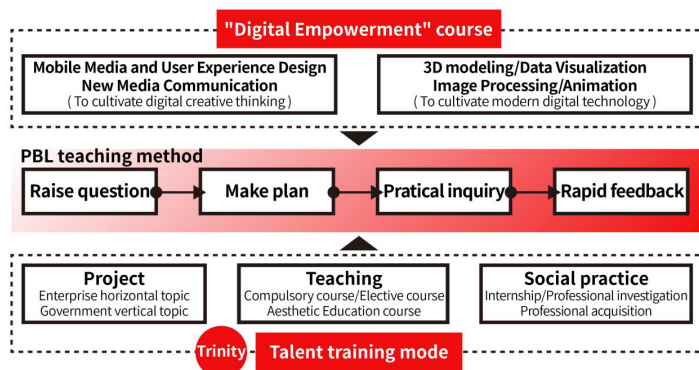 "Digital Empowerment" course
Mobile Media and User Experience Design
New Media Communication
( To cultivate digital creative thinking )
3D modeling/Data Visualization
Image Processing/Animation
( To cultivate modern digital technology )
PBL teaching method
Raise question
Make plan
Pratical inquiry
Rapid feedback
Project
Enterprise horizontal topic
Government vertical topic
Teaching
Compulsory course/Elective course
Aesthetic Education course
Social practice
Internship/Professional investigation
Professional acquisition
Trinity
Talent training mode